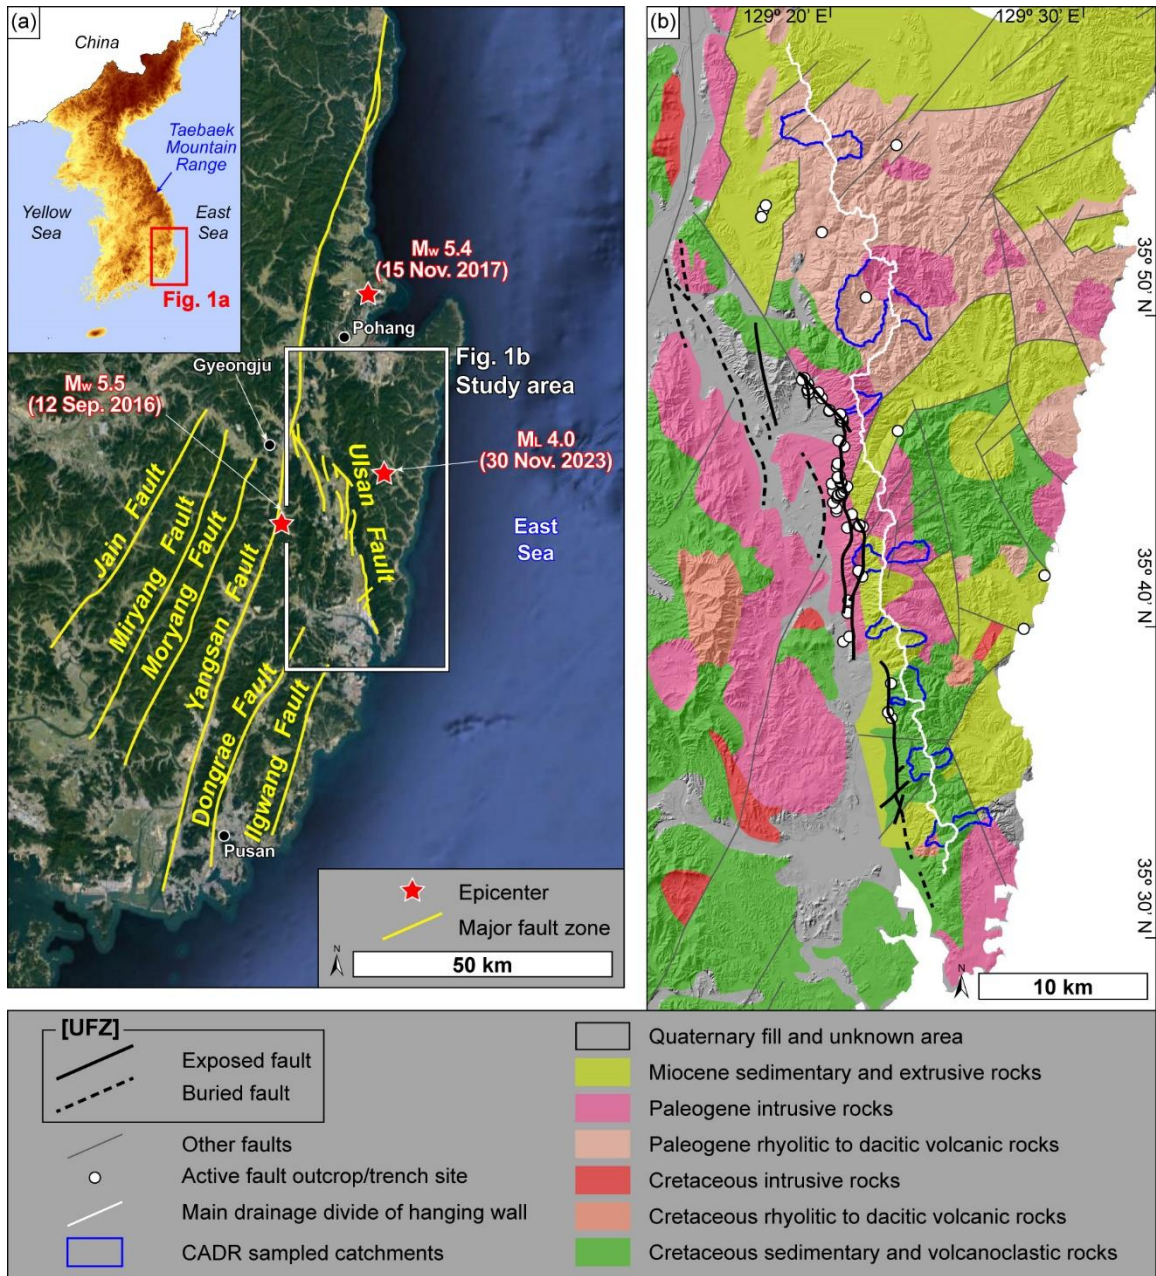 (a)
China
Taebaek
Mountain
Range
Yellow
Sea
East
Sea
Fig. 1a
Mw 5.4
(15 Nov. 2017)
Pohang
Gyeongju
Fig. 1b
Study area
Mw 5.5
(12 Sep. 2016)
ML 4.0
(30 Nov. 2023)
Ulsan Fault
East
Sea
Jain Fault
Miryang Fault
Moryang Fault
Yangsan Fault
Dongrae Fault
Ilgwang Fault
Pusan
Epicenter
Major fault zone
N
50 km
(b)
129º 20' E
129º 30' E
35º 50' N
35º 40' N
35º 30' N
N
10 km
[UFZ]
Exposed fault
Buried fault
Other faults
Active fault outcrop/trench site
Main drainage divide of hanging wall
CADR sampled catchments
Quaternary fill and unknown area
Miocene sedimentary and extrusive rocks
Paleogene intrusive rocks
Paleogene rhyolitic to dacitic volcanic rocks
Cretaceous intrusive rocks
Cretaceous rhyolitic to dacitic volcanic rocks
Cretaceous sedimentary and volcanoclastic rocks